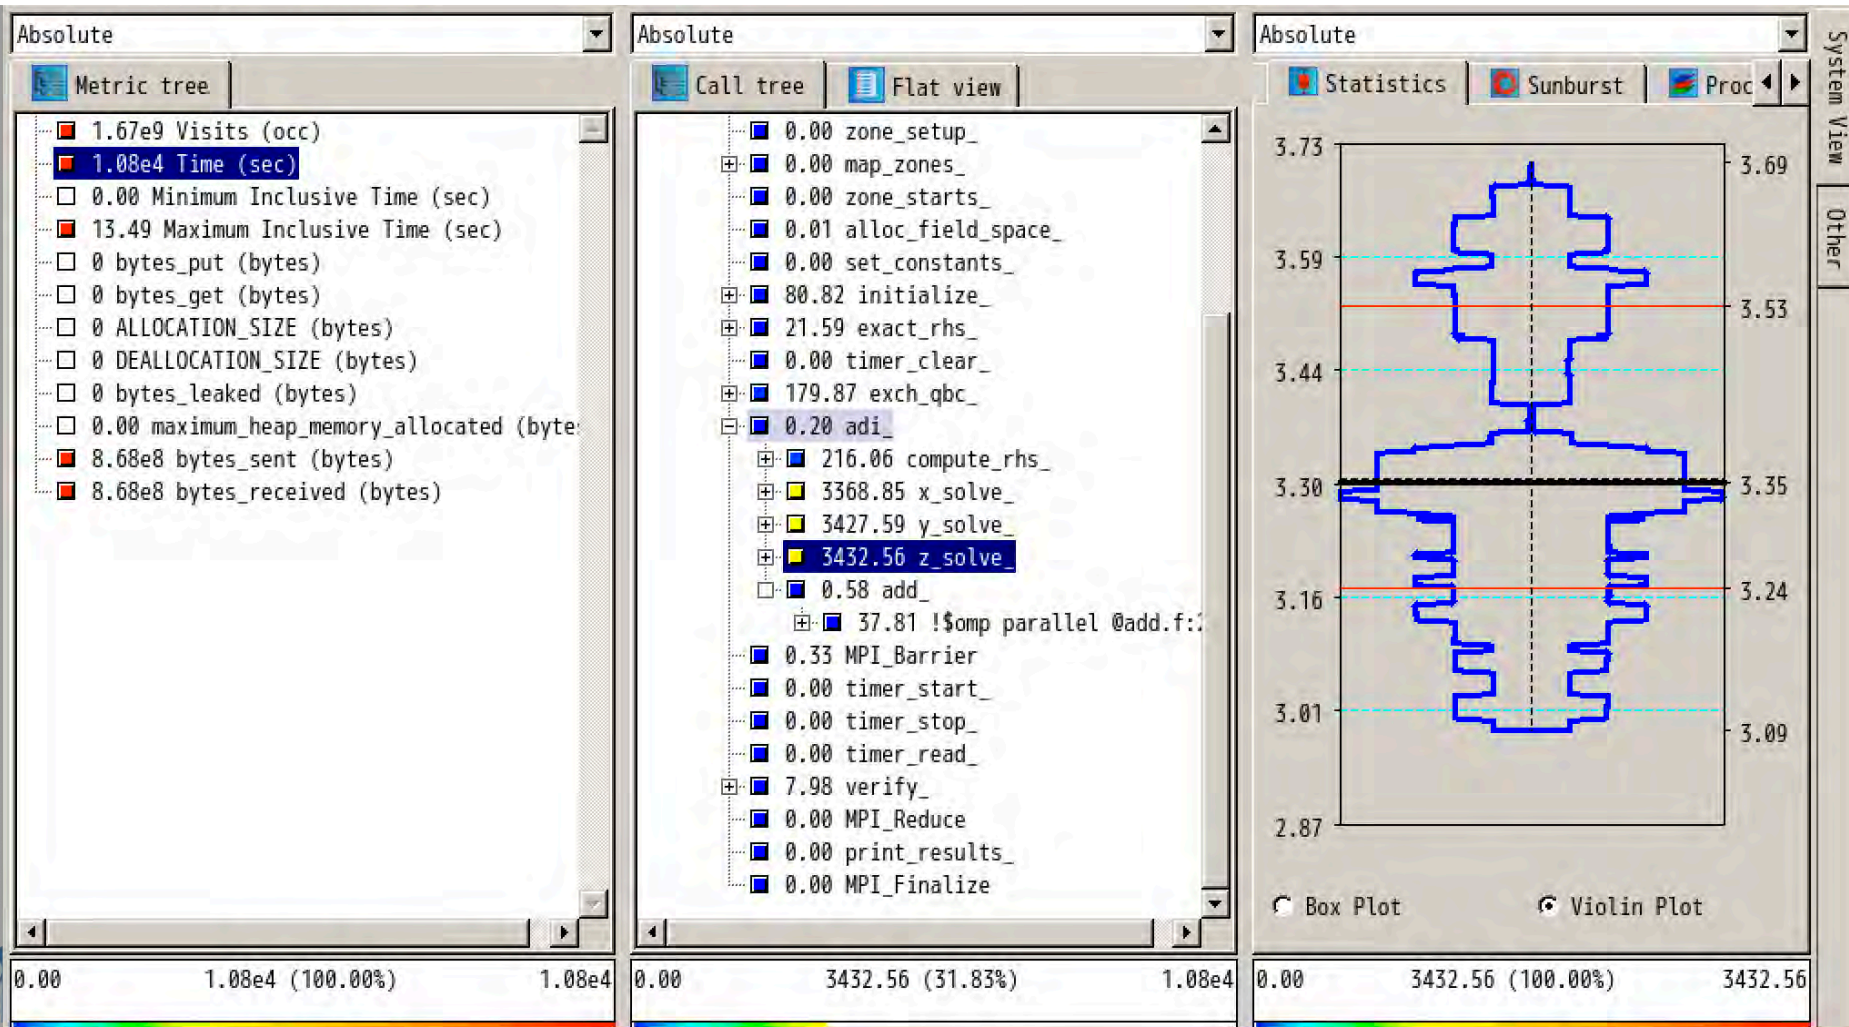 Absolute
Metric tree
1.67e9 Visits (occ)
1.08e4 Time (sec)
0.00 Minimum Inclusive Time (sec)
13.49 Maximum Inclusive Time (sec)
0 bytes_put (bytes)
0 bytes_get (bytes)
0 ALLOCATION_SIZE (bytes)
0 DEALLOCATION_SIZE (bytes)
0 bytes_leaked (bytes)
0.00 maximum_heap_memory_allocated (byte
8.68e8 bytes_sent (bytes)
8.68e8 bytes_received (bytes)
0.00 1.08e4 (100.00%) 1.08e4
Absolute
Call tree Flat view
0.00 zone_setup_
0.00 map_zones_
0.00 zone_starts_
0.01 alloc_field_space_
0.00 set_constants_
80.82 initialize_
21.59 exact_rhs_
0.00 timer_clear_
179.87 exch_qbc_
0.20 adi_
216.06 compute_rhs_
3368.85 x_solve_
3427.59 y_solve_
3432.56 z_solve_
0.58 add_
37.81 !$omp parallel @add.f:
0.33 MPI_Barrier
0.00 timer_start_
0.00 timer_stop_
0.00 timer_read_
7.98 verify_
0.00 MPI_Reduce
0.00 print_results_
0.00 MPI_Finalize
0.00 3432.56 (31.83%) 1.08e4
Absolute
Statistics Sunburst Proc
3.73
3.69
3.59
3.53
3.44
3.30
3.35
3.16
3.24
3.01
3.09
2.87
Box Plot Violin Plot
0.00 3432.56 (100.00%) 3432.56
System View
Other